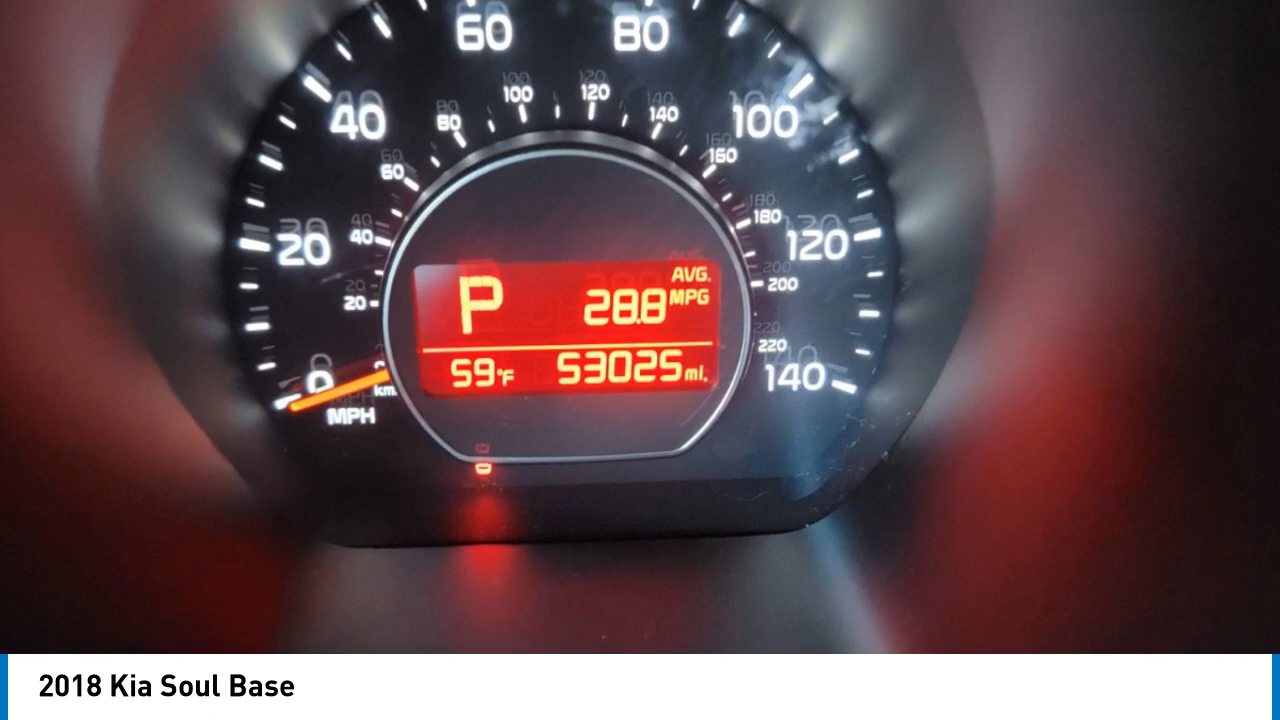 60 80
40 100
20 120
0 140
MPH
km
20 40 60 80 100 120 140 160 180 200 220
P
AVG.
28.8 MPG
59°F 53025 mi.
2018 Kia Soul Base